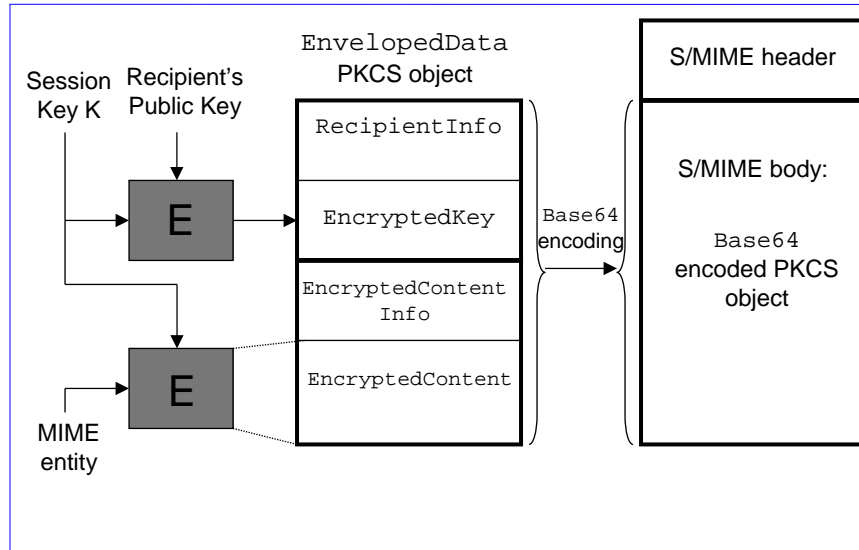 EnvelopedData
PKCS object
Session
Key K
Recipient's
Public Key
E
E
MIME
entity
RecipientInfo
EncryptedKey
EncryptedContent
Info
EncryptedContent
Base64
encoding
S/MIME header
S/MIME body:
Base64
encoded PKCS
object